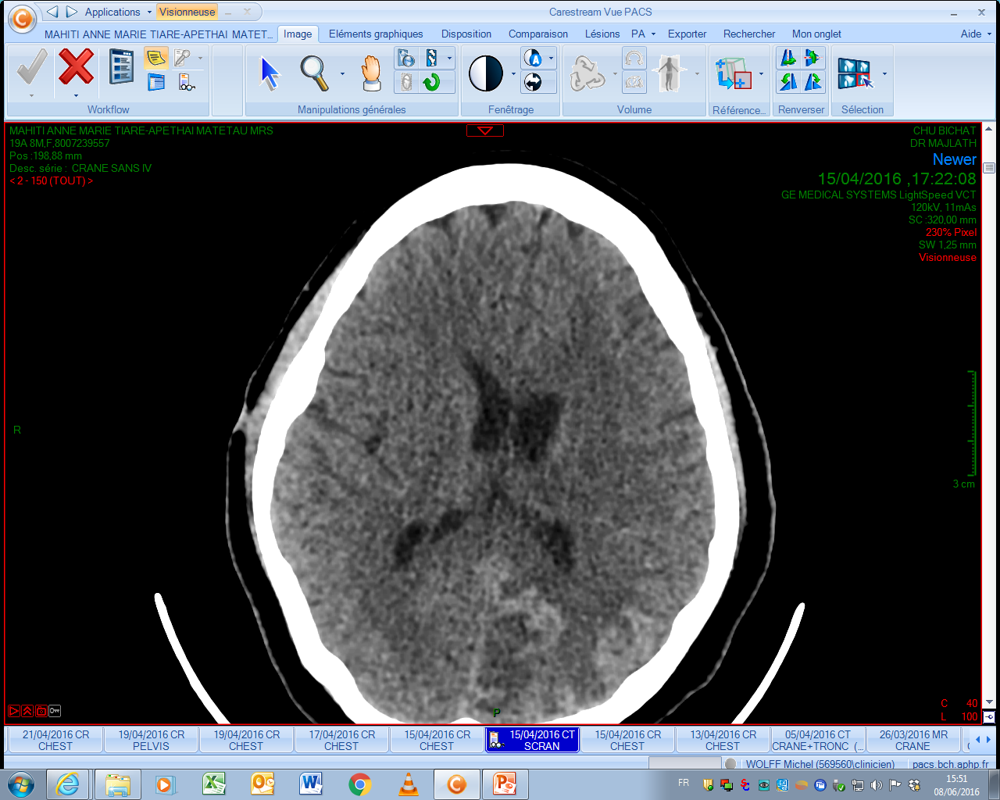 Applications
Visionneuse
Carestream Vue PACS
MAHITI ANNE MARIE TIARE-APETHAI MATET...
Image
Eléments graphiques
Disposition
Comparaison
Lésions
PA
Exporter
Rechercher
Mon onglet
Aide
Workflow
Manipulations générales
Fenêtrage
Volume
Référence...
Renverser
Sélection
MAHITI ANNE MARIE TIARE-APETHAI MATETAU MRS
19A 8M,F,8007239557
Pos :198,88 mm
Desc. série : CRANE SANS IV
< 2 - 150 (TOUT) >
CHU BICHAT
DR MAJLATH
Newer
15/04/2016 ,17:22:08
GE MEDICAL SYSTEMS LightSpeed VCT
120kV, 11mAs
SC :320,00 mm
230% Pixel
SW 1,25 mm
Visionneuse
R
3 cm
P
C 40
L 100
21/04/2016 CR
CHEST
19/04/2016 CR
PELVIS
19/04/2016 CR
CHEST
17/04/2016 CR
CHEST
15/04/2016 CR
CHEST
15/04/2016 CT
SCRAN
15/04/2016 CR
CHEST
13/04/2016 CR
CHEST
05/04/2016 CT
CRANE+TRONC (...
26/03/2016 MR
CRANE
WOLFF Michel (569560\clinicien)
pacs.bch.aphp.fr
FR
15:51
08/06/2016